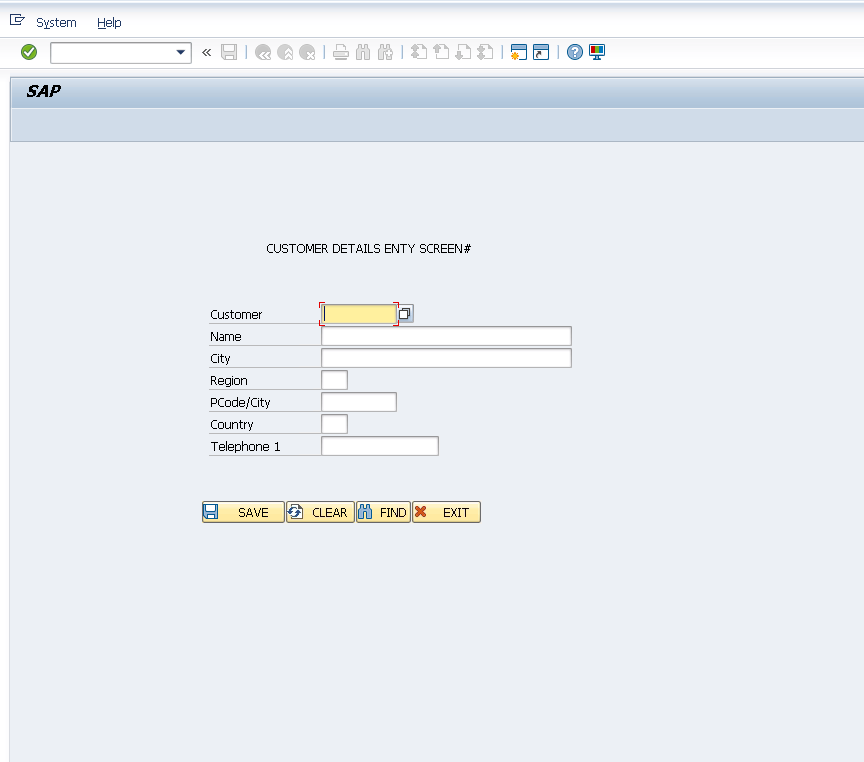 System Help
SAP
CUSTOMER DETAILS ENTY SCREEN#
Customer
Name
City
Region
PCode/City
Country
Telephone 1
SAVE CLEAR FIND EXIT